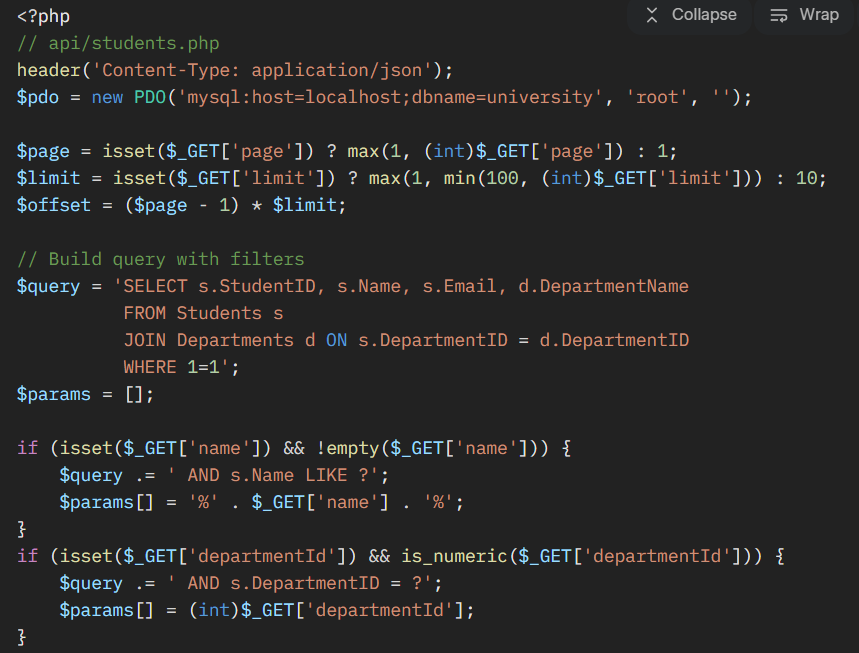 <?php
Collapse
Wrap
// api/students.php
header('Content-Type: application/json');
$pdo = new PDO('mysql:host=localhost;dbname=university', 'root', '');
$page = isset($_GET['page']) ? max(1, (int)$_GET['page']) : 1;
$limit = isset($_GET['limit']) ? max(1, min(100, (int)$_GET['limit'])) : 10;
$offset = ($page - 1) * $limit;
// Build query with filters
$query = 'SELECT s.StudentID, s.Name, s.Email, d.DepartmentName
FROM Students s
JOIN Departments d ON s.DepartmentID = d.DepartmentID
WHERE 1=1';
$params = [];
if (isset($_GET['name']) && !empty($_GET['name'])) {
$query .= ' AND s.Name LIKE ?';
$params[] = '%' . $_GET['name'] . '%';
}
if (isset($_GET['departmentId']) && is_numeric($_GET['departmentId'])) {
$query .= ' AND s.DepartmentID = ?';
$params[] = (int)$_GET['departmentId'];
}